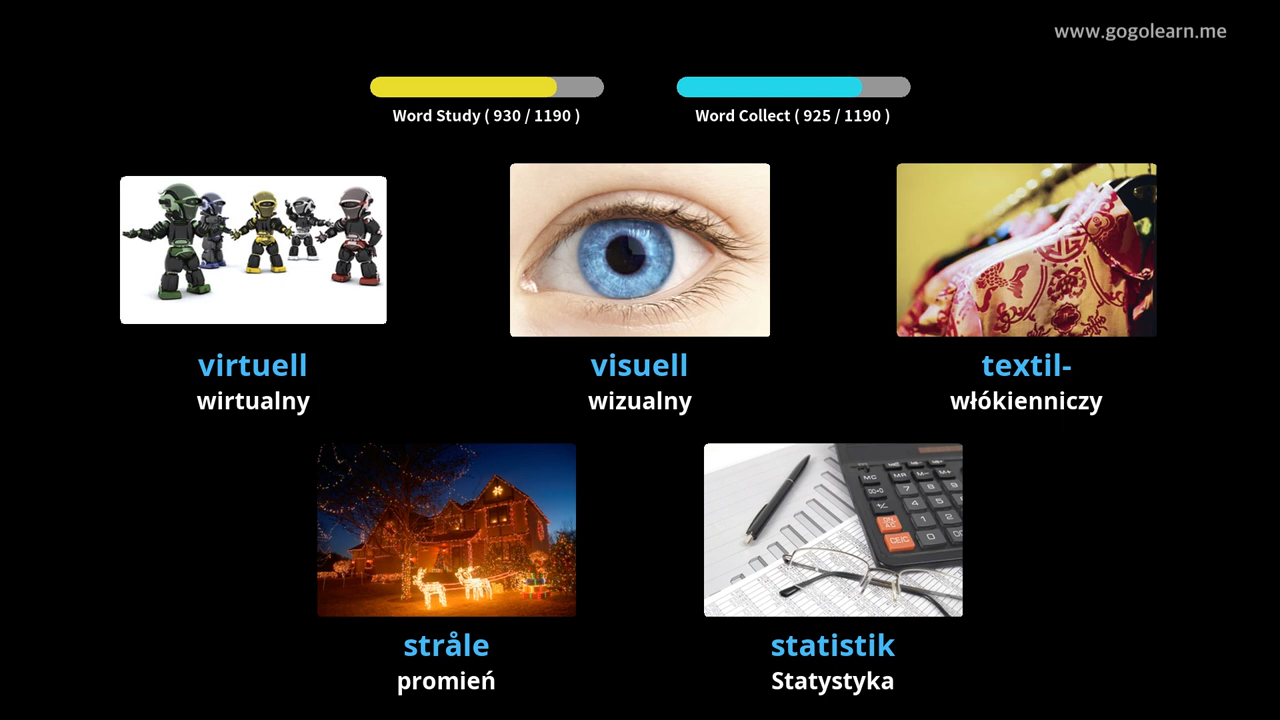 www.gogolearn.me
Word Study ( 930 / 1190 )
Word Collect ( 925 / 1190 )
virtuell
wirtualny
visuell
wizualny
textil-
włókienniczy
stråle
promień
statistik
Statystyka